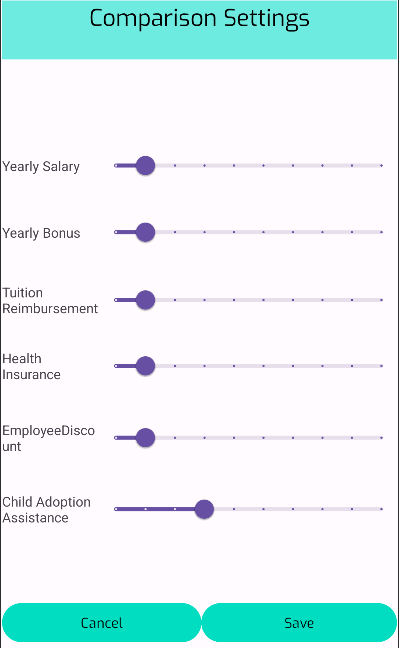 Comparison Settings
Yearly Salary
Yearly Bonus
Tuition
Reimbursement
Health
Insurance
EmployeeDisco
unt
Child Adoption
Assistance
Cancel
Save